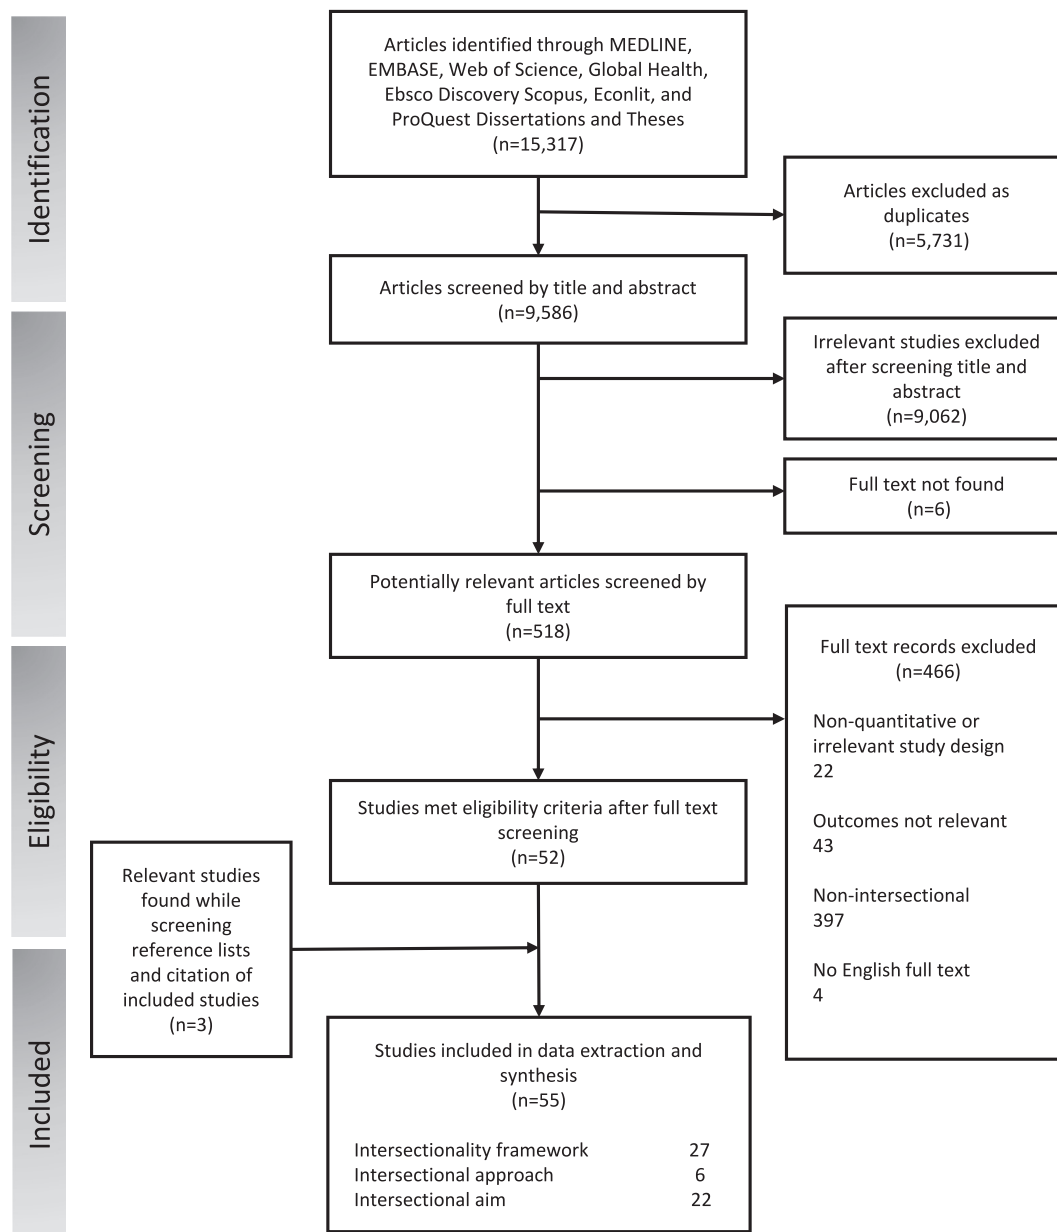 Identification
Articles identified through MEDLINE,
EMBASE, Web of Science, Global Health,
Ebsco Discovery Scopus, Econlit, and
ProQuest Dissertations and Theses
(n=15,317)
Articles excluded as
duplicates
(n=5,731)
Articles screened by title and abstract
(n=9,586)
Screening
Irrelevant studies excluded
after screening title and
abstract
(n=9,062)
Full text not found
(n=6)
Potentially relevant articles screened by
full text
(n=518)
Eligibility
Full text records excluded
(n=466)
Non-quantitative or
irrelevant study design
22
Outcomes not relevant
43
Non-intersectional
397
No English full text
4
Studies met eligibility criteria after full text
screening
(n=52)
Relevant studies
found while
screening
reference lists
and citation of
included studies
(n=3)
Included
Studies included in data extraction and
synthesis
(n=55)
Intersectionality framework 27
Intersectional approach 6
Intersectional aim 22